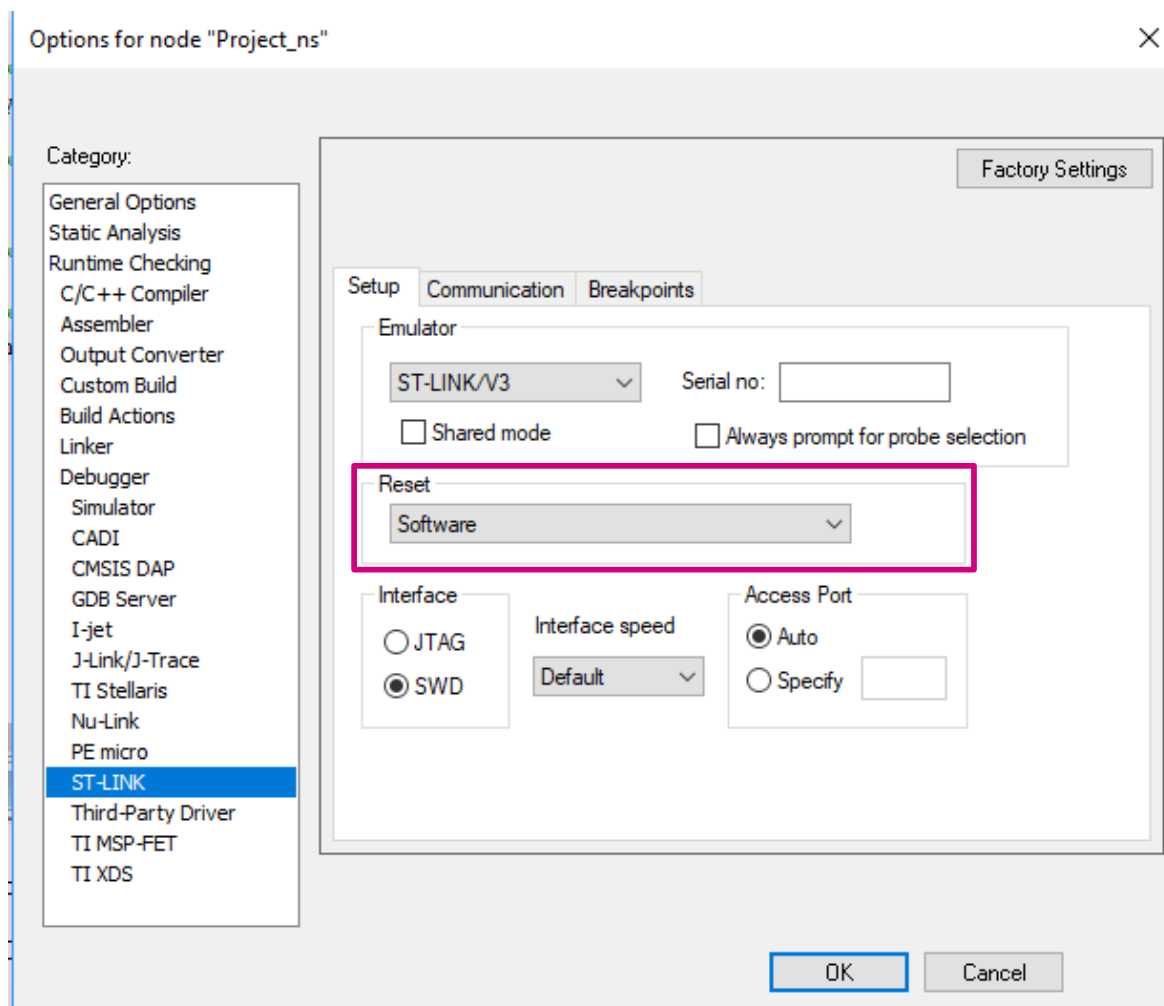 Options for node "Project_ns"
Category:
Factory Settings
General Options
Static Analysis
Runtime Checking
C/C++ Compiler
Assembler
Output Converter
Custom Build
Build Actions
Linker
Debugger
Simulator
CADI
CMSIS DAP
GDB Server
I-jet
J-Link/J-Trace
TI Stellaris
Nu-Link
PE micro
ST-LINK
Third-Party Driver
TI MSP-FET
TI XDS
Setup Communication Breakpoints
Emulator
ST-LINK/V3 Serial no:
Shared mode Always prompt for probe selection
Reset
Software
Interface Interface speed Access Port
JTAG Auto
SWD Default Specify
OK Cancel